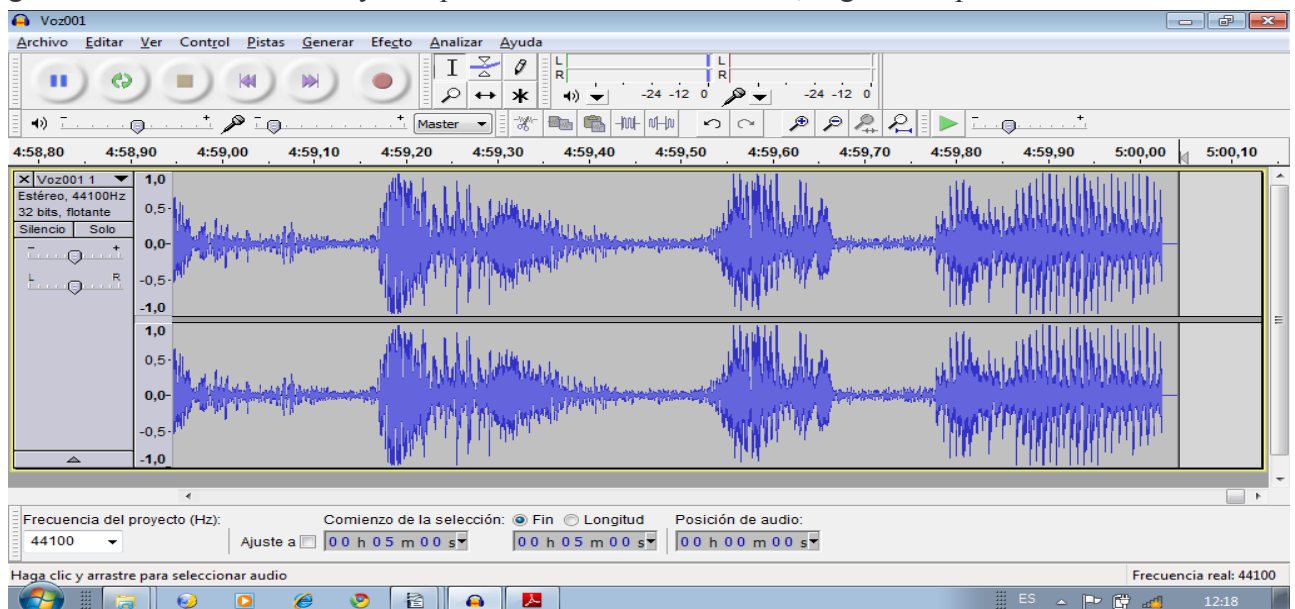 Voz001
Archivo Editar Ver Control Pistas Generar Efecto Analizar Ayuda
L L
R R
-24 -12 0 -24 -12 0
Master
4:58,80 4:58,90 4:59,00 4:59,10 4:59,20 4:59,30 4:59,40 4:59,50 4:59,60 4:59,70 4:59,80 4:59,90 5:00,00 5:00,10
Voz001 1
Estéreo, 44100Hz
32 bits, flotante
Silencio Solo
- +
L R
1,0
0,5
0,0
-0,5
-1,0
1,0
0,5
0,0
-0,5
-1,0
Frecuencia del proyecto (Hz): Comienzo de la selección: Fin Longitud Posición de audio:
44100 Ajuste a 00 h 05 m 00 s 00 h 05 m 00 s 00 h 00 m 00 s
Haga clic y arrastre para seleccionar audio Frecuencia real: 44100
ES 12:18